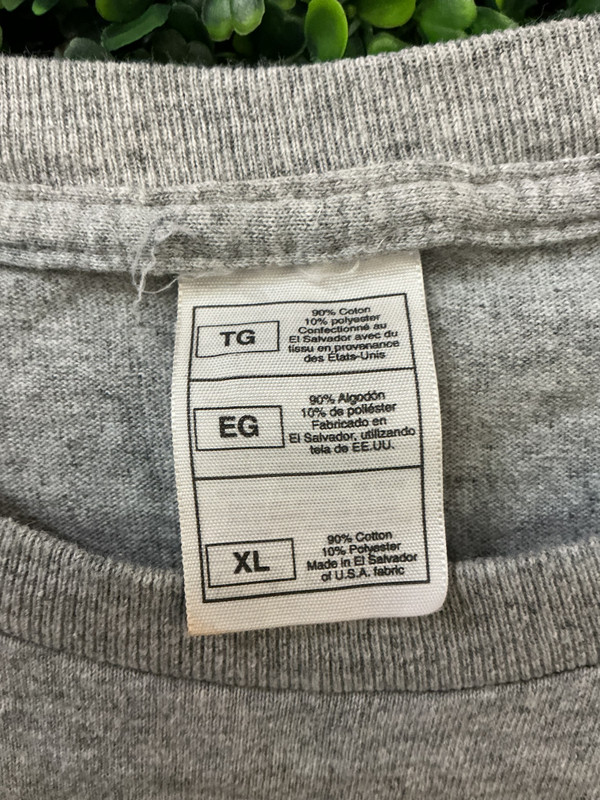 TG
90% Coton
10% polyester
Confectionné au
El Salvador avec du
tissu en provenance
des États-Unis
EG
90% Algodón
10% de poliéster
Fabricado en
El Salvador, utilizando
tela de EE.UU.
XL
90% Cotton
10% Polyester
Made in El Salvador
of U.S.A. fabric